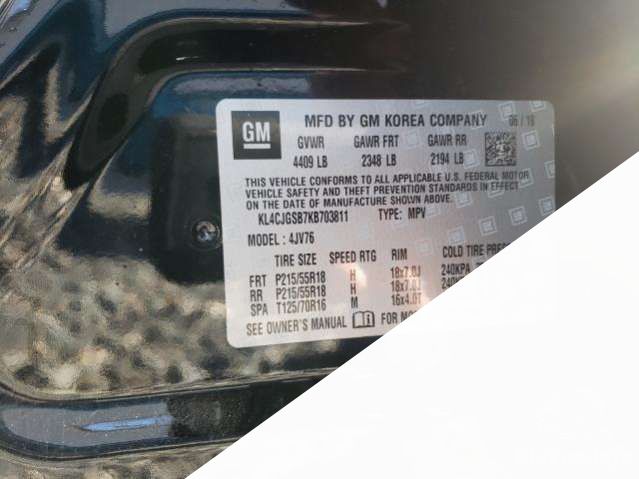 GM
MFD BY GM KOREA COMPANY 06/19
GVWR GAWR FRT GAWR RR
4409 LB 2348 LB 2194 LB
THIS VEHICLE CONFORMS TO ALL APPLICABLE U.S. FEDERAL MOTOR
VEHICLE SAFETY AND THEFT PREVENTION STANDARDS IN EFFECT
ON THE DATE OF MANUFACTURE SHOWN ABOVE.
KL4CJGSB7KB703811 TYPE: MPV
MODEL: 4JV76
TIRE SIZE SPEED RTG RIM COLD TIRE
FRT P215/55R18 H 18x7.0J 240KPA
RR P215/55R18 H 18x7.0J
SPA T125/70R16 M 16x4.0T
SEE OWNER'S MANUAL FOR